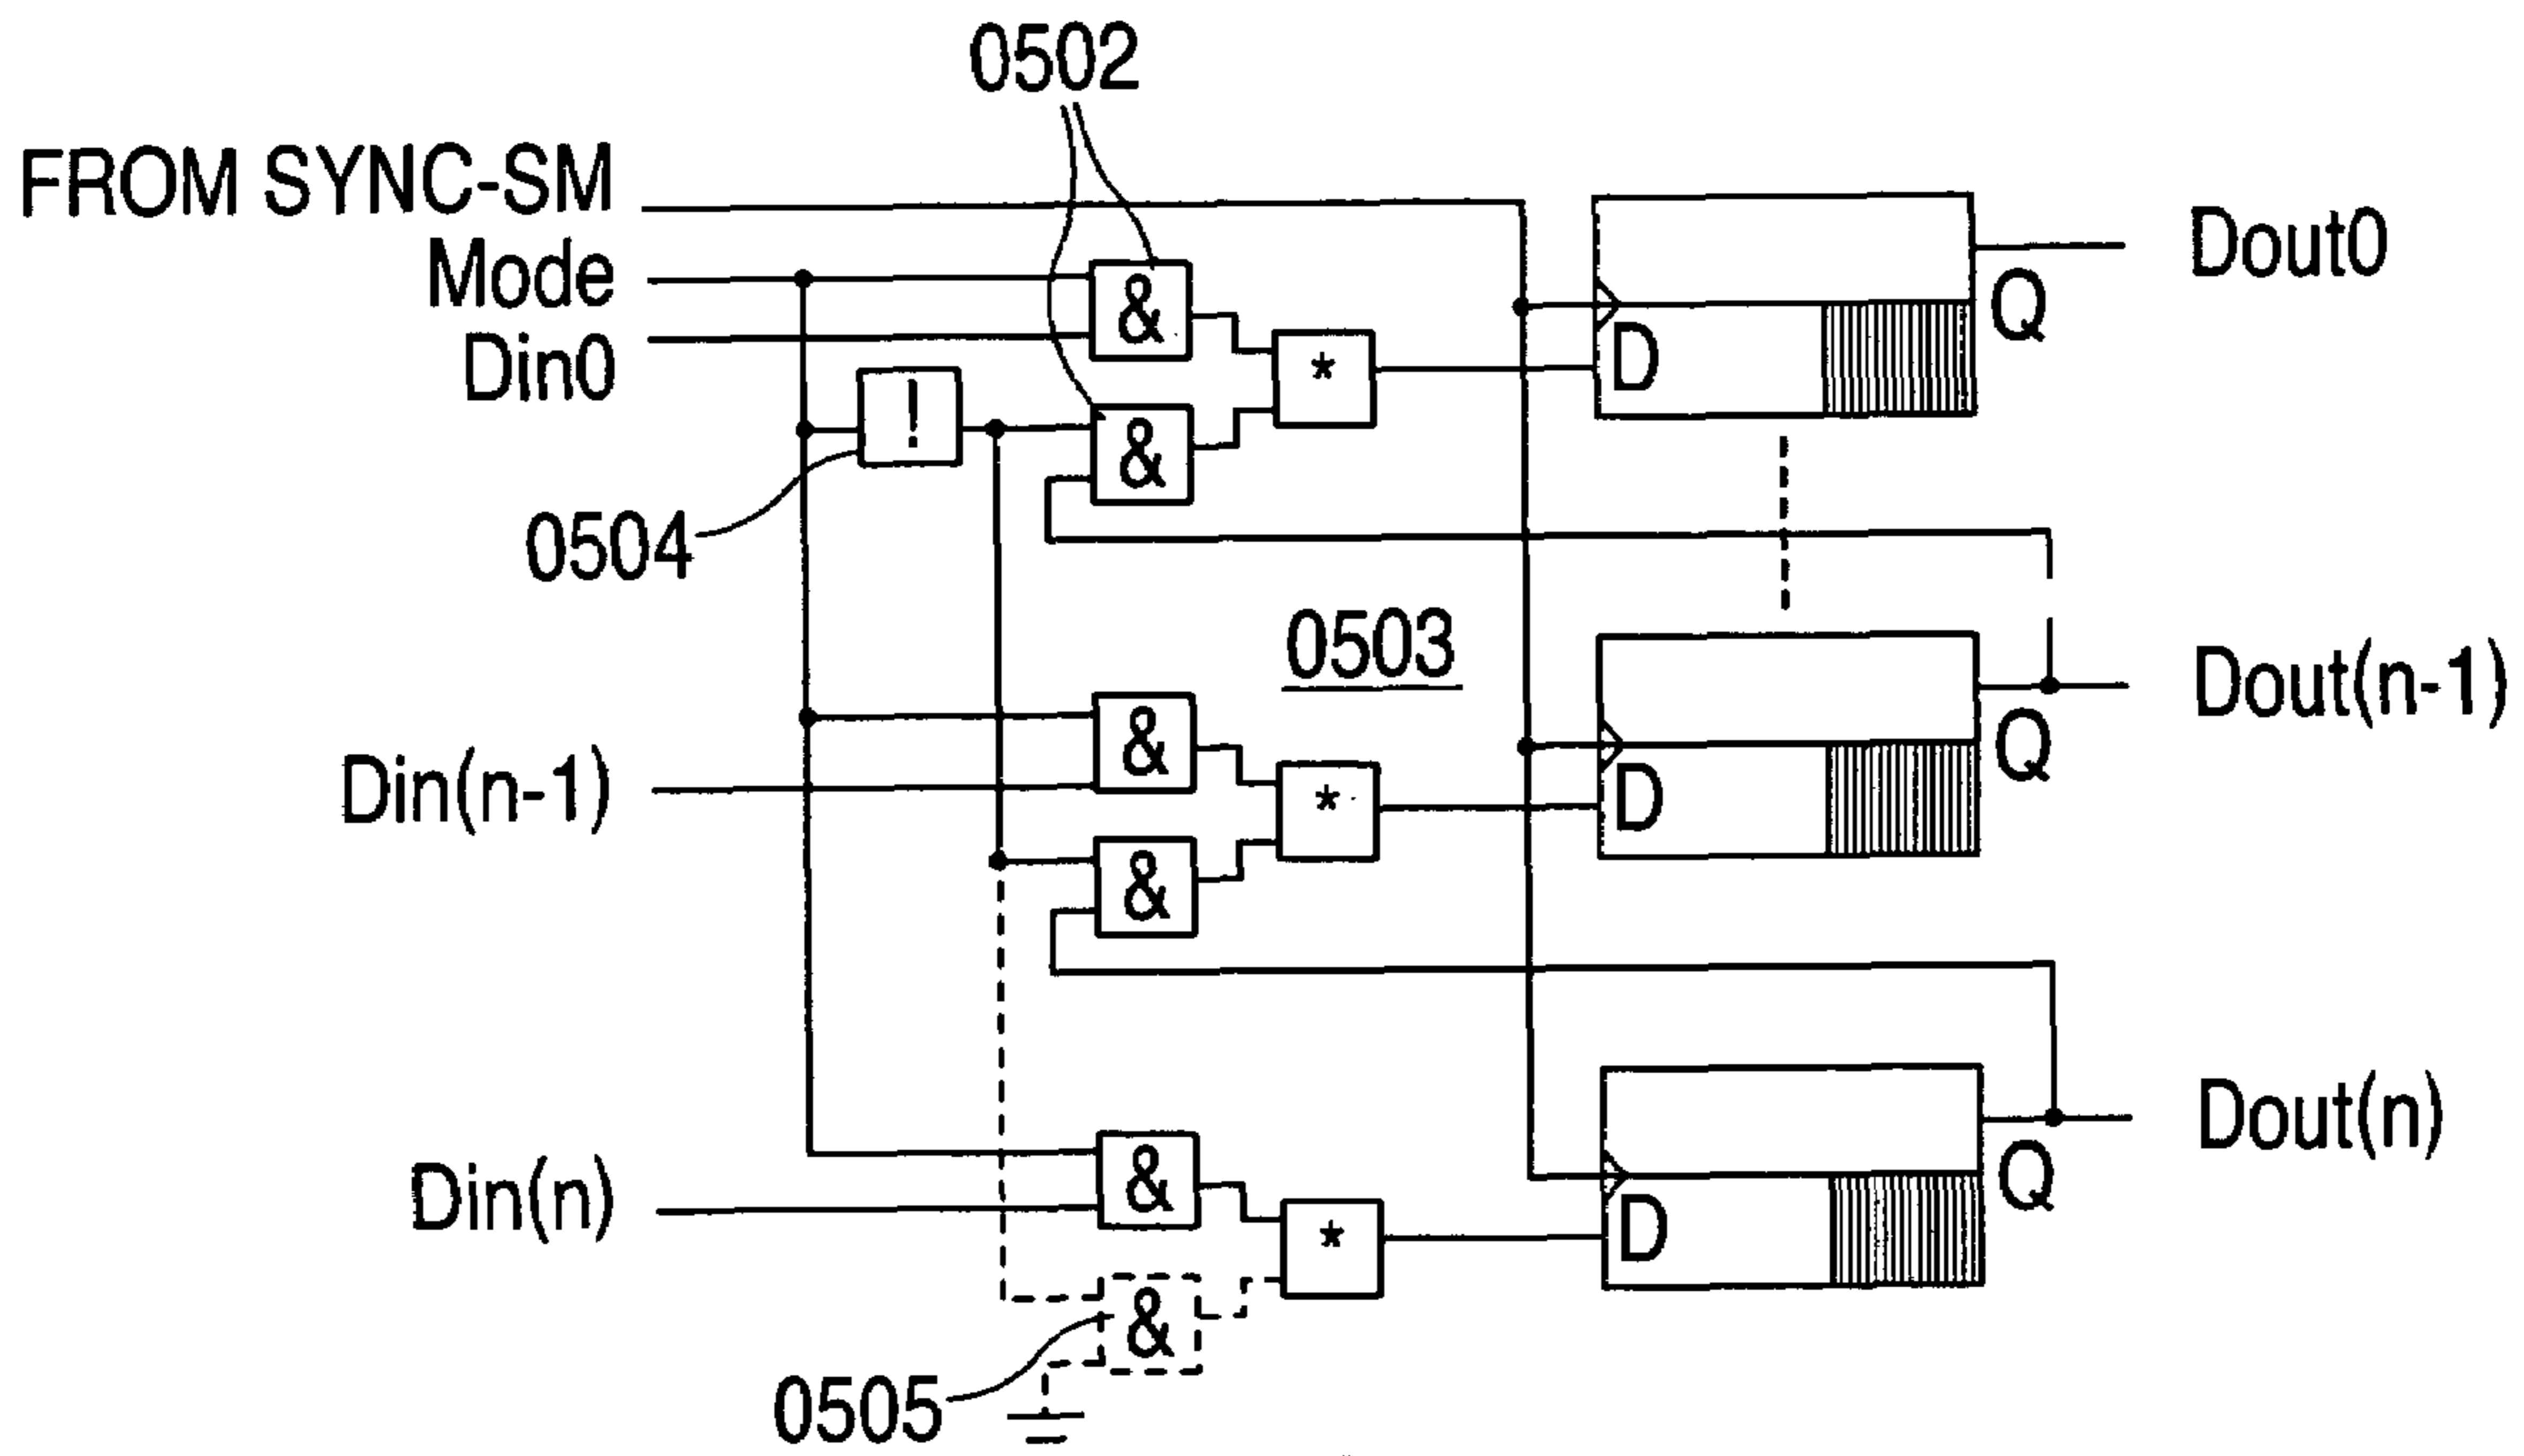 0502
FROM SYNC-SM
Mode
Din0
&
*
D
Q
Dout0
!
&
0504
0503
Din(n-1)
&
*
D
Q
Dout(n-1)
&
Din(n)
&
*
D
Q
Dout(n)
&
0505